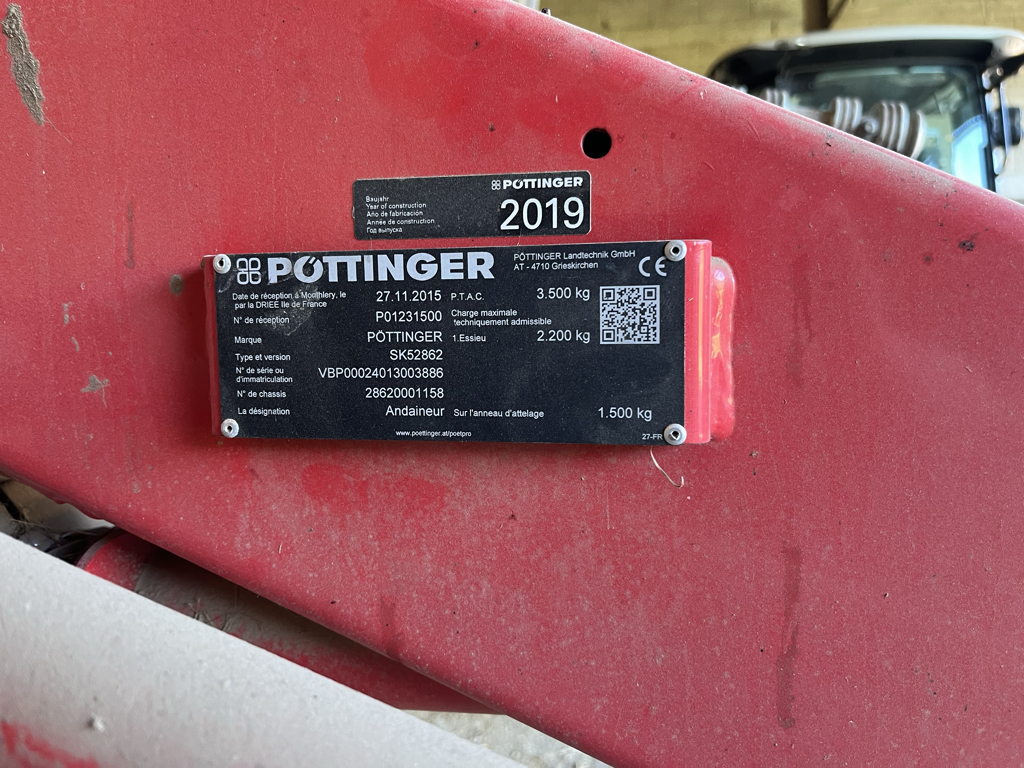 PÖTTINGER
Baujahr
Year of construction
Año de fabricación
Année de construction
Год выпуска
2019
PÖTTINGER
PÖTTINGER Landtechnik GmbH
AT - 4710 Grieskirchen
CE
Date de réception à Montlhery, le
par la DRIEE Ile de France
27.11.2015
P.T.A.C. 3.500 kg
N° de réception P01231500
Charge maximale
techniquement admissible
Marque PÖTTINGER
1.Essieu 2.200 kg
Type et version SK52862
N° de série ou
d'immatriculation
VBP00024013003886
N° de chassis 28620001158
La désignation Andaineur
Sur l'anneau d'attelage 1.500 kg
www.poettinger.at/poetpro
27-FR